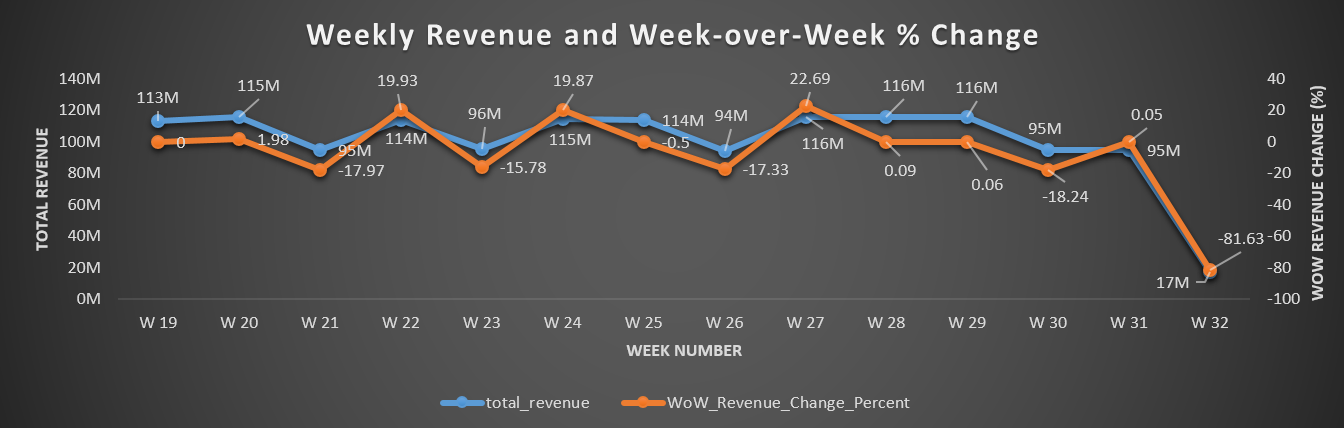 Weekly Revenue and Week-over-Week % Change
TOTAL REVENUE
140M
120M
100M
80M
60M
40M
20M
0M
113M
115M
95M
114M
96M
115M
114M
94M
116M
116M
116M
95M
95M
17M
0
1.98
-17.97
19.93
-15.78
19.87
-0.5
-17.33
22.69
0.09
0.06
-18.24
0.05
-81.63
40
20
0
-20
-40
-60
-80
-100
WOW REVENUE CHANGE (%)
W 19 W 20 W 21 W 22 W 23 W 24 W 25 W 26 W 27 W 28 W 29 W 30 W 31 W 32
WEEK NUMBER
total_revenue WoW_Revenue_Change_Percent